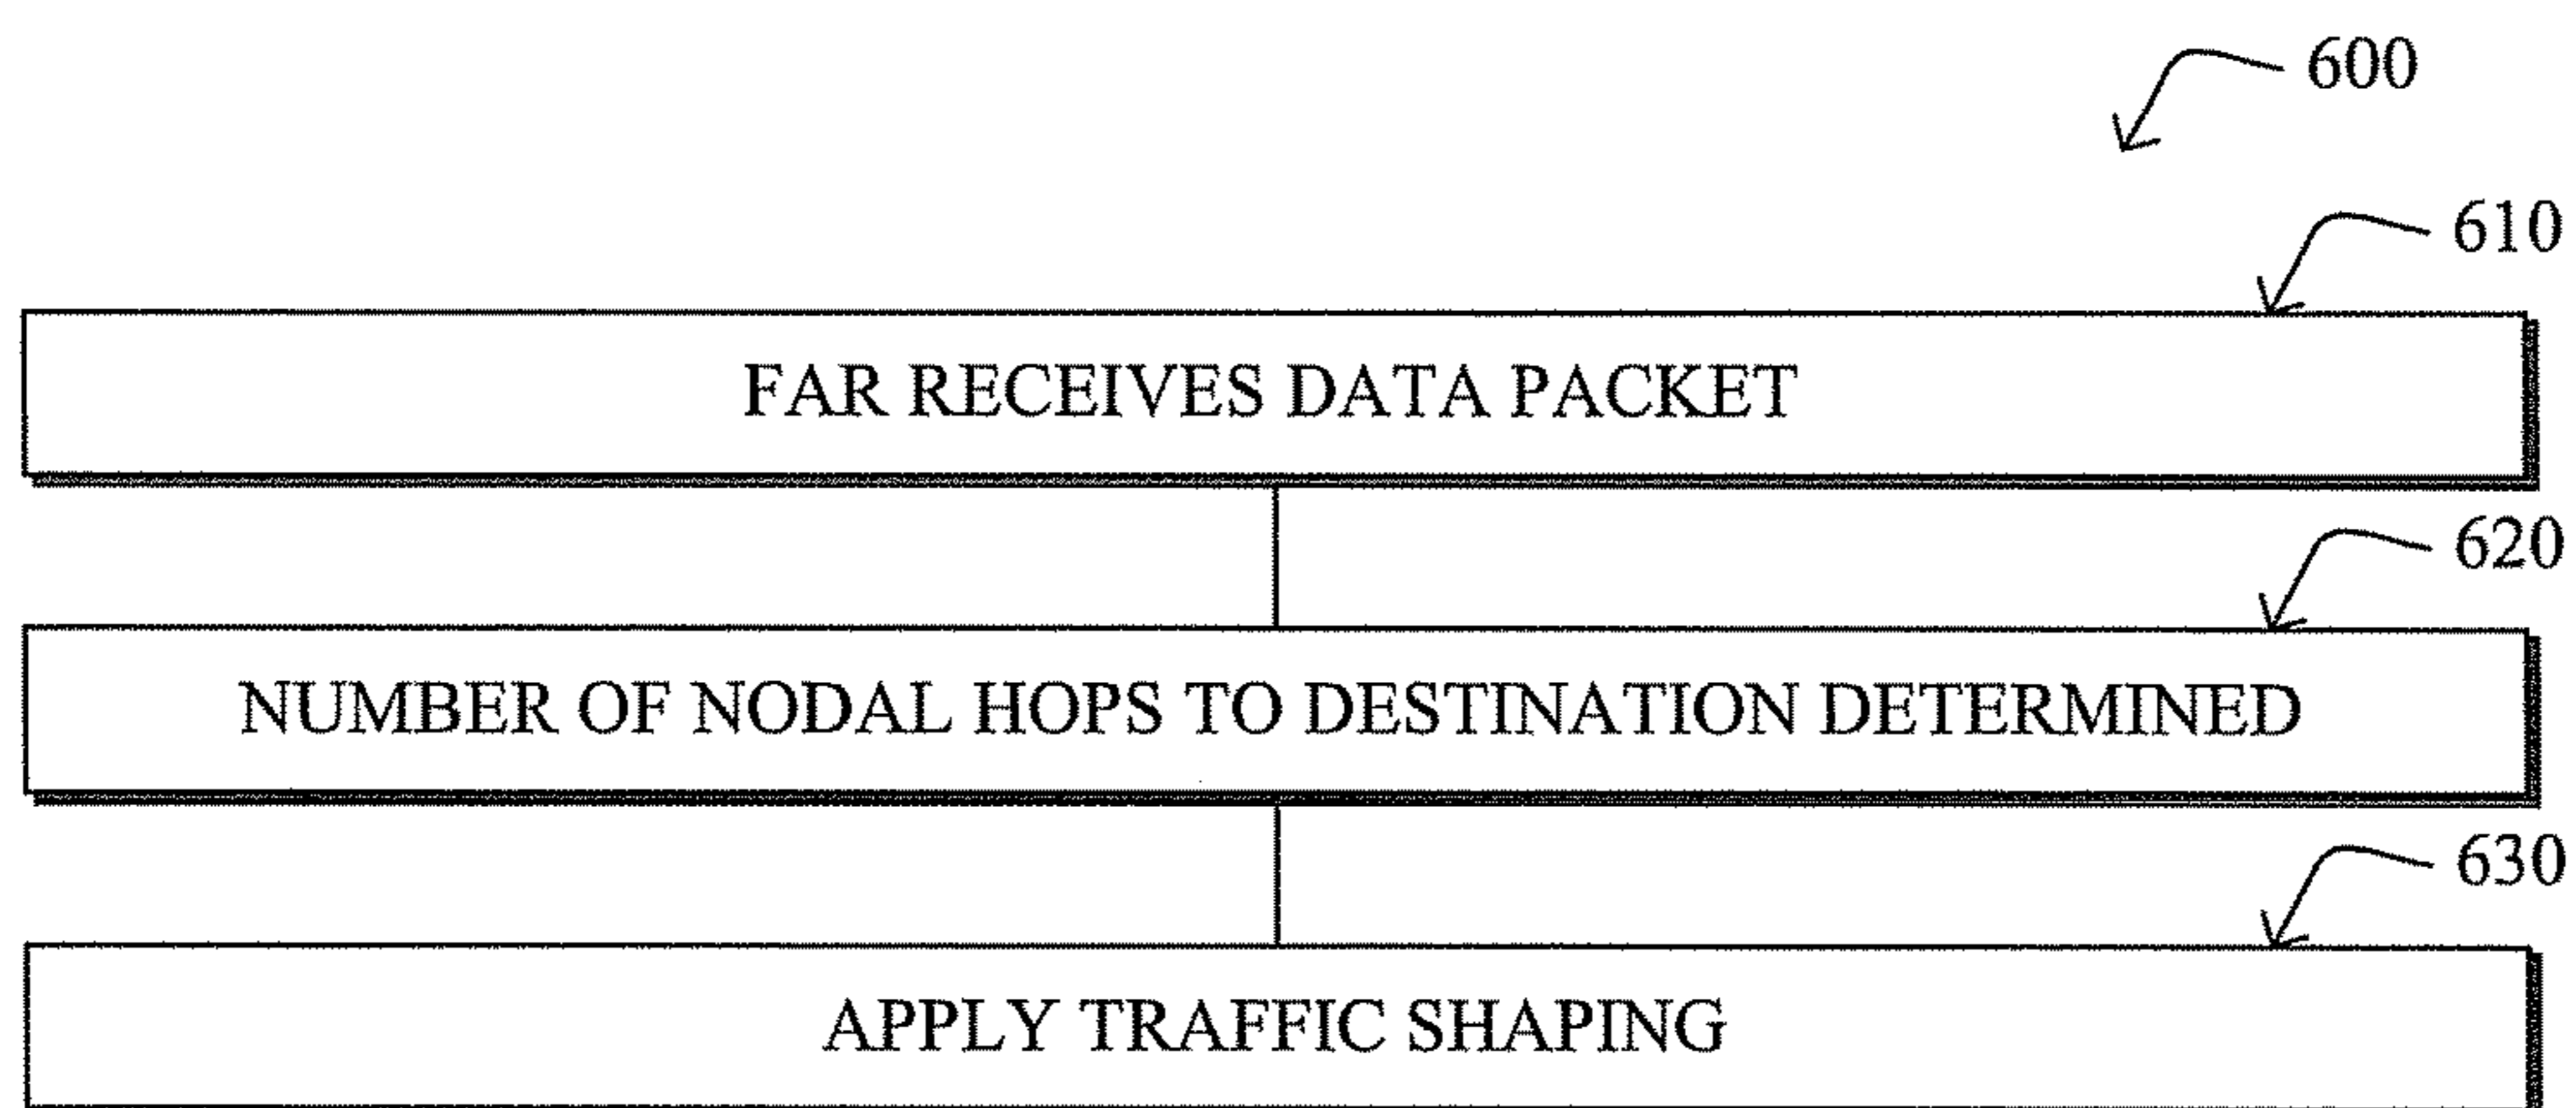 600
610
FAR RECEIVES DATA PACKET
620
NUMBER OF NODAL HOPS TO DESTINATION DETERMINED
630
APPLY TRAFFIC SHAPING